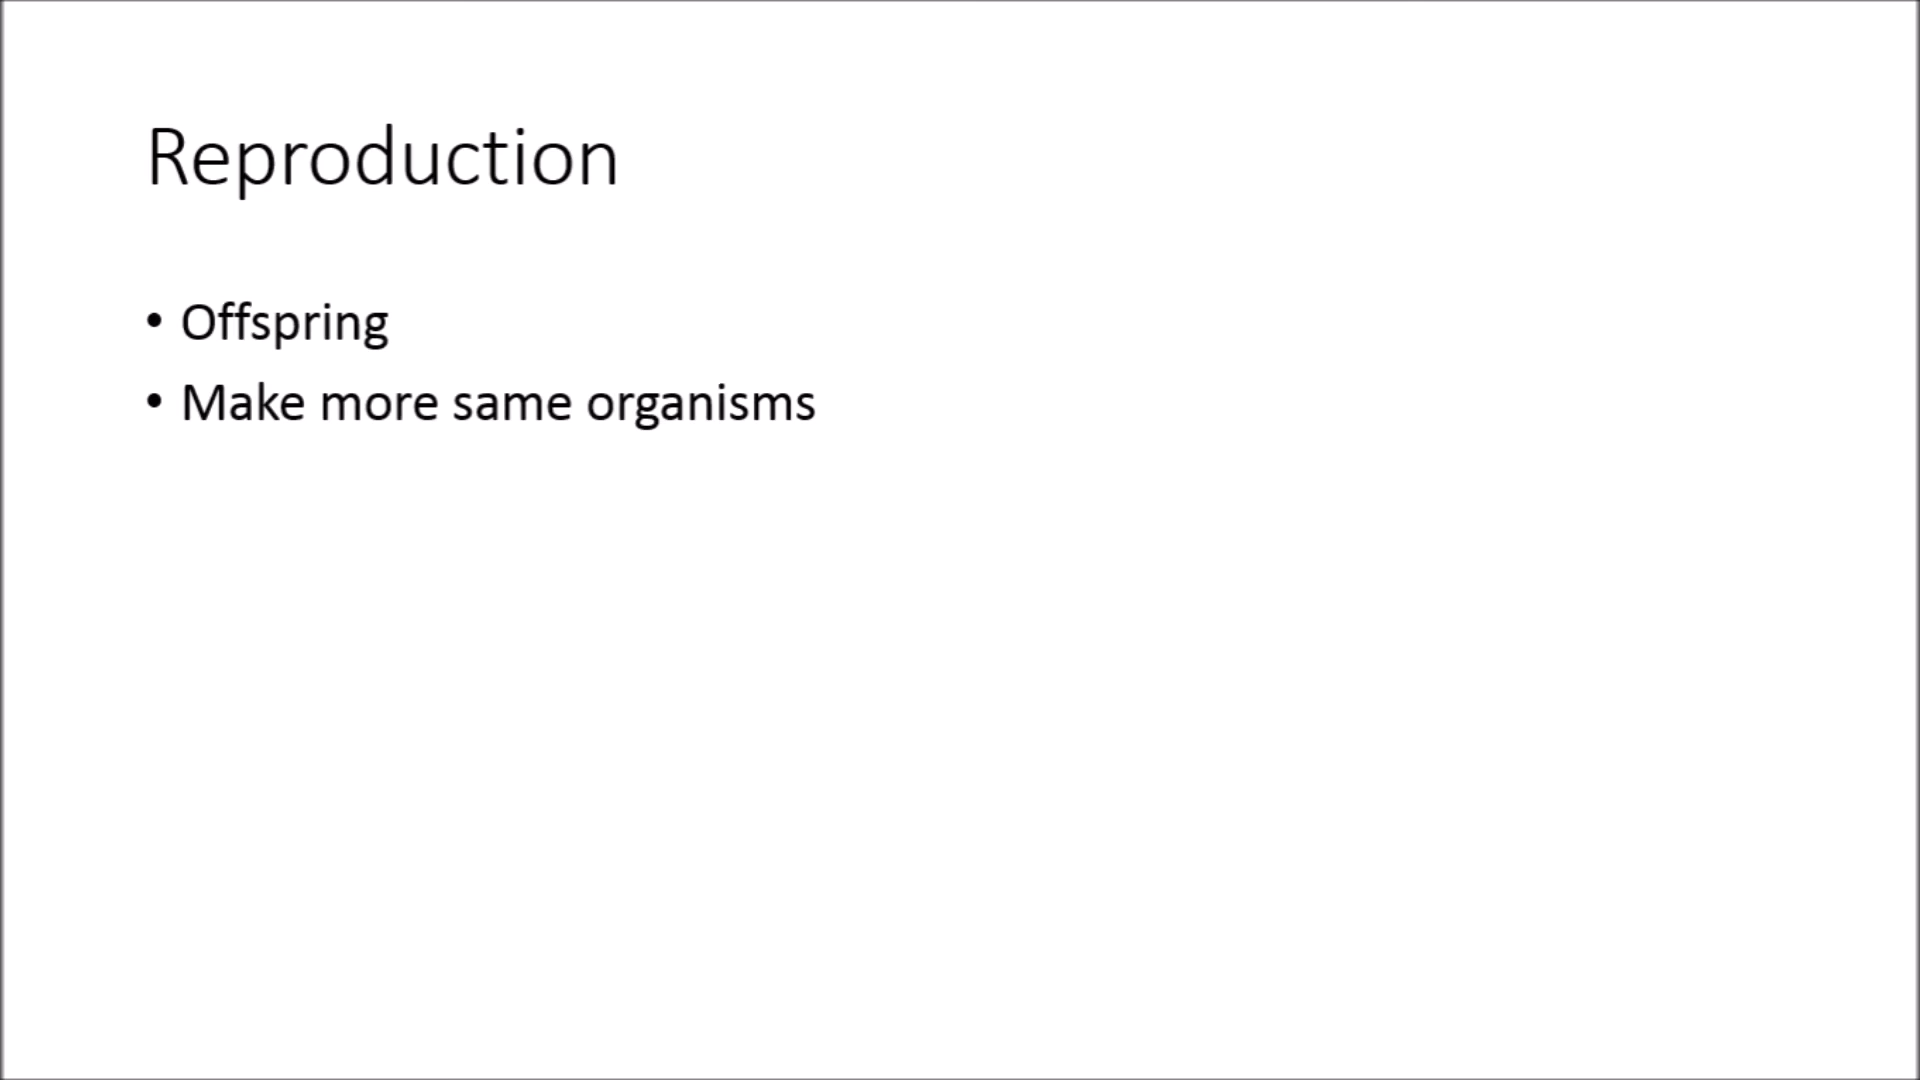 Reproduction
• Offspring
• Make more same organisms